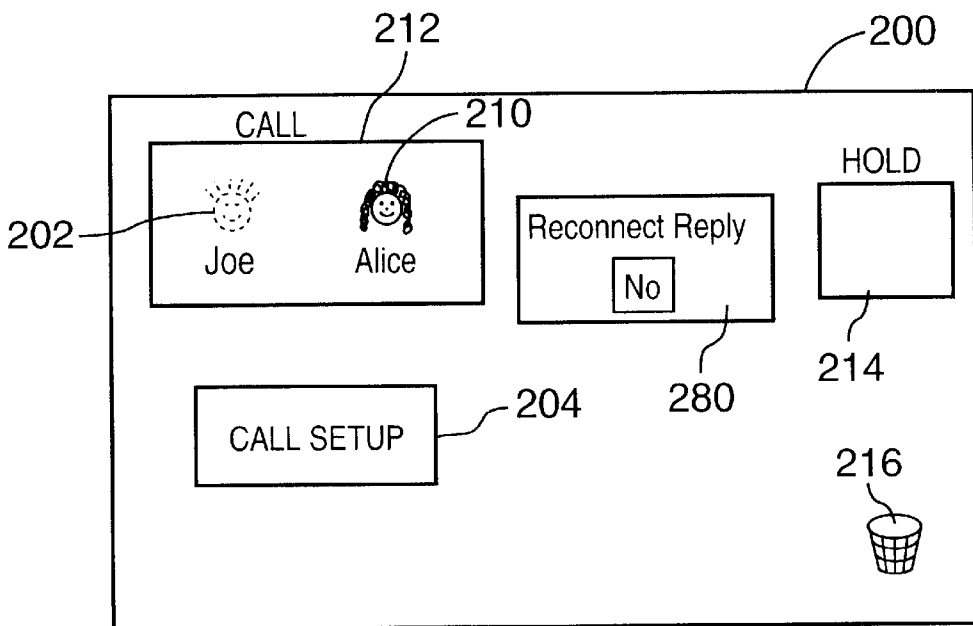 212
200
CALL
210
HOLD
202
Joe
Alice
Reconnect Reply
No
214
280
204
CALL SETUP
216